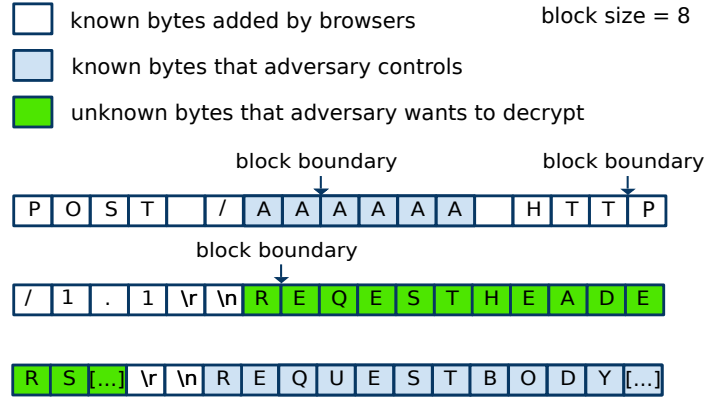 known bytes added by browsers
block size = 8
known bytes that adversary controls
unknown bytes that adversary wants to decrypt
block boundary block boundary
P O S T / A A A A A A H T T P
block boundary
/ 1 . 1 \r \n R E Q E S T H E A D E
R S [...] \r \n R E Q U E S T B O D Y [...]